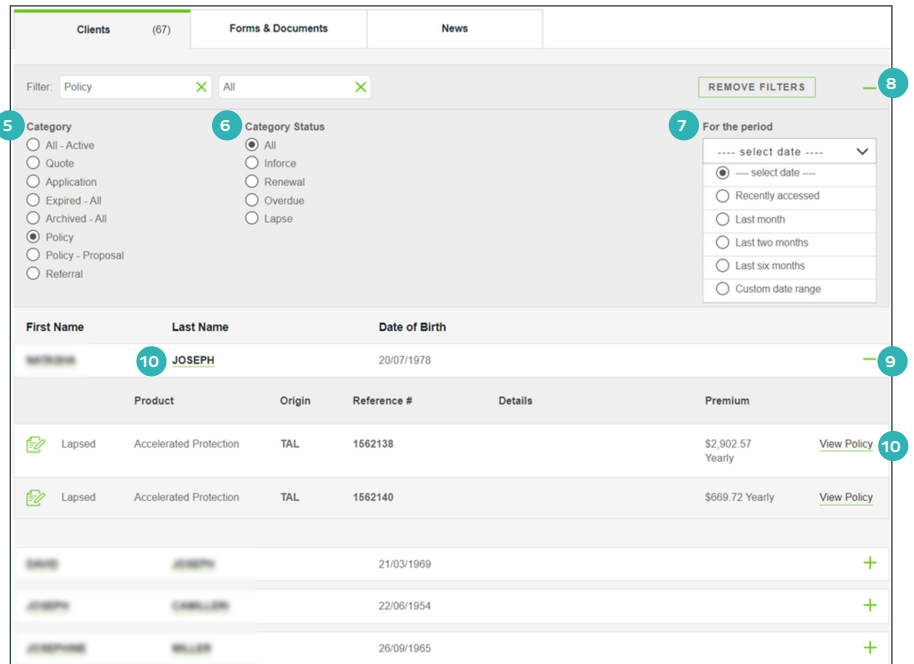 Clients (67) Forms & Documents News
Filter: Policy All REMOVE FILTERS 8
5 Category 6 Category Status 7 For the period
All - Active All ---- select date ----
Quote Inforce ---- select date ----
Application Renewal Recently accessed
Expired - All Overdue Last month
Archived - All Lapse Last two months
Policy Last six months
Policy - Proposal Custom date range
Referral
First Name Last Name Date of Birth
10 JOSEPH 20/07/1978 9
Product Origin Reference # Details Premium
Lapsed Accelerated Protection TAL 1562138 $2,902.57 View Policy 10
Yearly
Lapsed Accelerated Protection TAL 1562140 $669.72 Yearly View Policy
21/03/1969
22/06/1954
26/09/1965